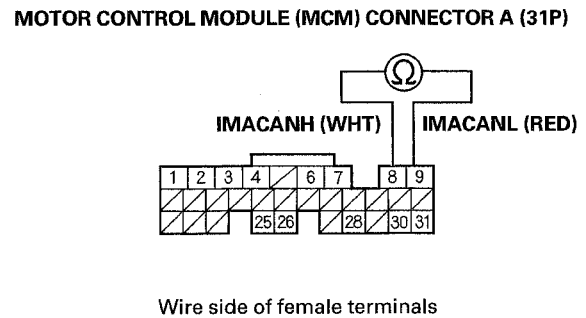 MOTOR CONTROL MODULE (MCM) CONNECTOR A (31P)
Ω
IMACANH (WHT) IMACANL (RED)
1 2 3 4 6 7 8 9
25 26 28 30 31
Wire side of female terminals